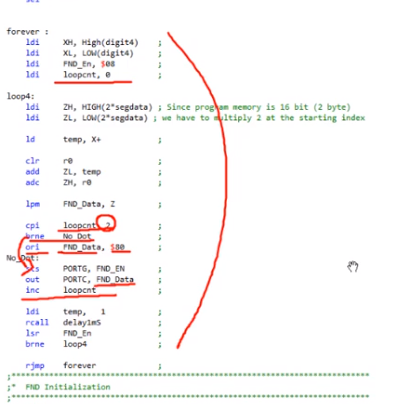 forever :
ldi XH, High(digit4) ;
ldi XL, LOW(digit4) ;
ldi FND_En, $08 ;
ldi loopcnt, 0 ;
loop4:
ldi ZH, HIGH(2*segdata) ; Since program memory is 16 bit (2 byte)
ldi ZL, LOW(2*segdata) ; we have to multiply 2 at the starting index
ld temp, X+ ;
clr r0 ;
add ZL, temp ;
adc ZH, r0 ;
lpm FND_Data, Z ;
cpi loopcnt, 2 ;
brne No_Dot ;
ori FND_Data, $80 ;
No_Dot:
sts PORTG, FND_EN ;
out PORTC, FND_Data ;
inc loopcnt ;
ldi temp, 1 ;
rcall delay1mS ;
lsr FND_En ;
brne loop4 ;
rjmp forever ;
;* FND Initialization